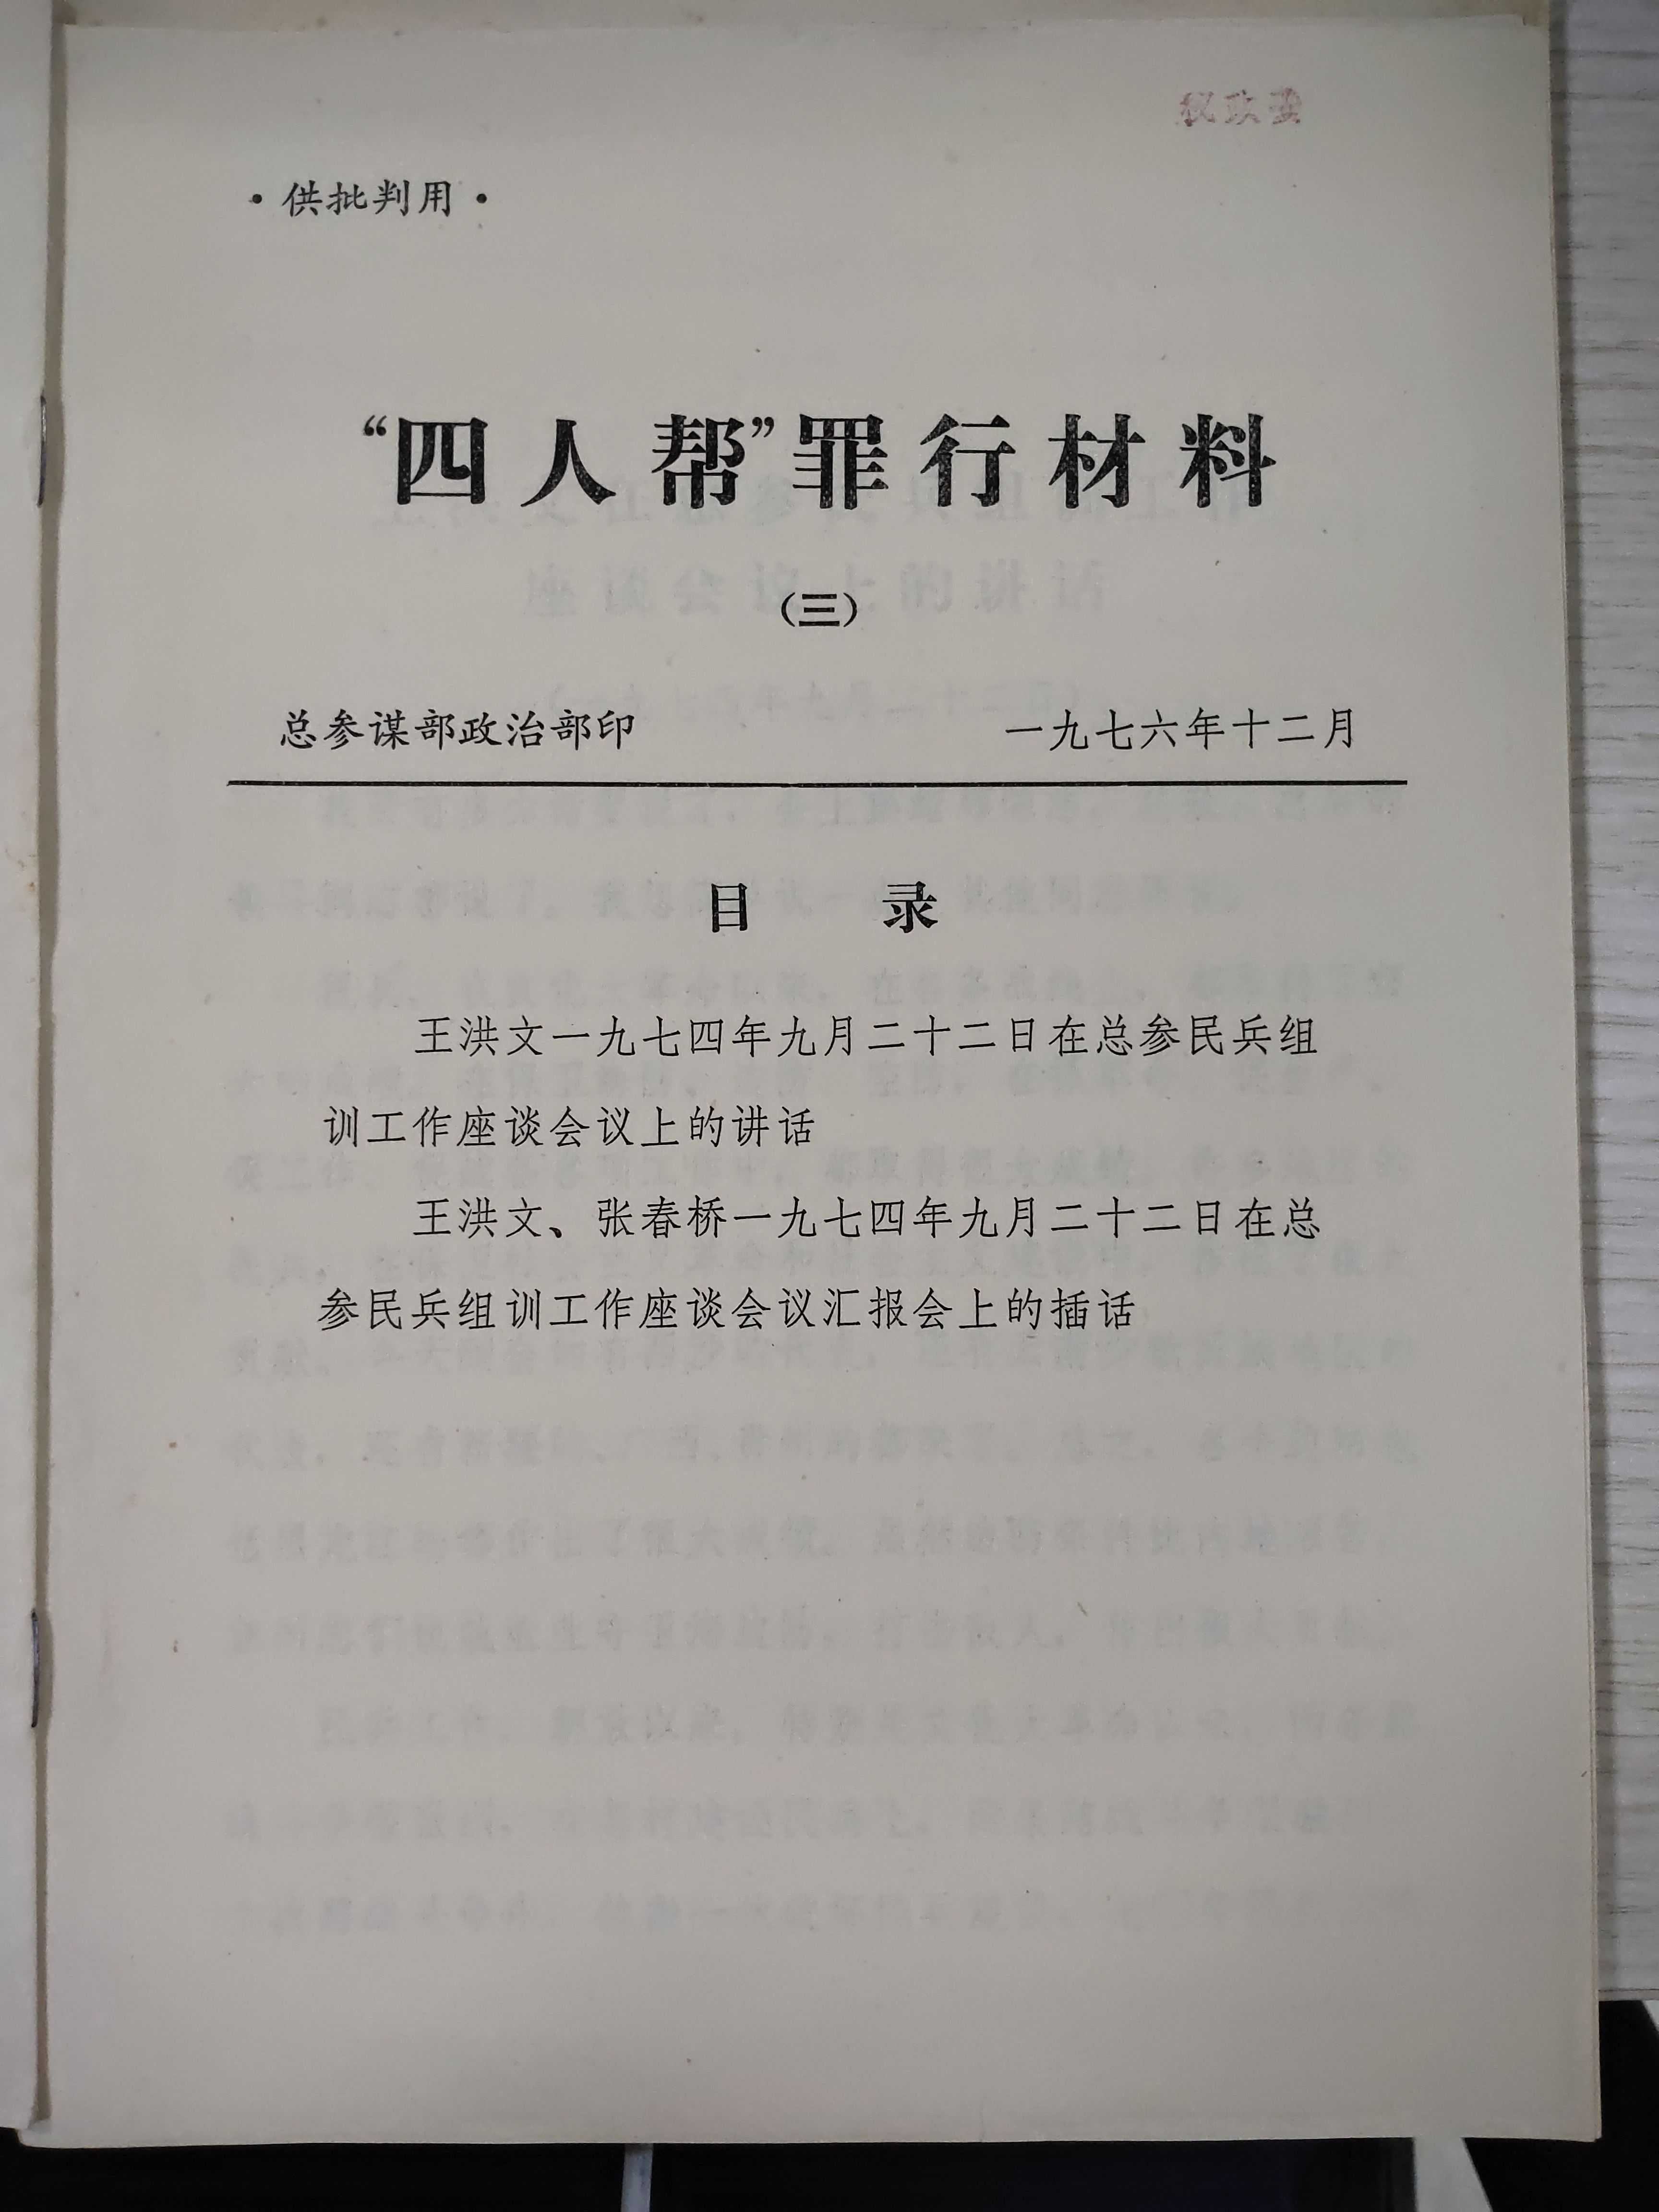 ·供批判用·
“四人帮”罪行材料
（三）
总参谋部政治部印 一九七六年十二月
目 录
王洪文一九七四年九月二十二日在总参民兵组
训工作座谈会议上的讲话
王洪文、张春桥一九七四年九月二十二日在总
参民兵组训工作座谈会议汇报会上的插话